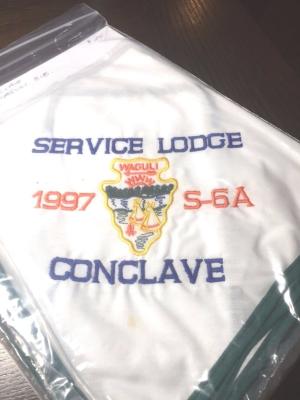 SERVICE LODGE
WAGULI
1997 S-6A
CONCLAVE